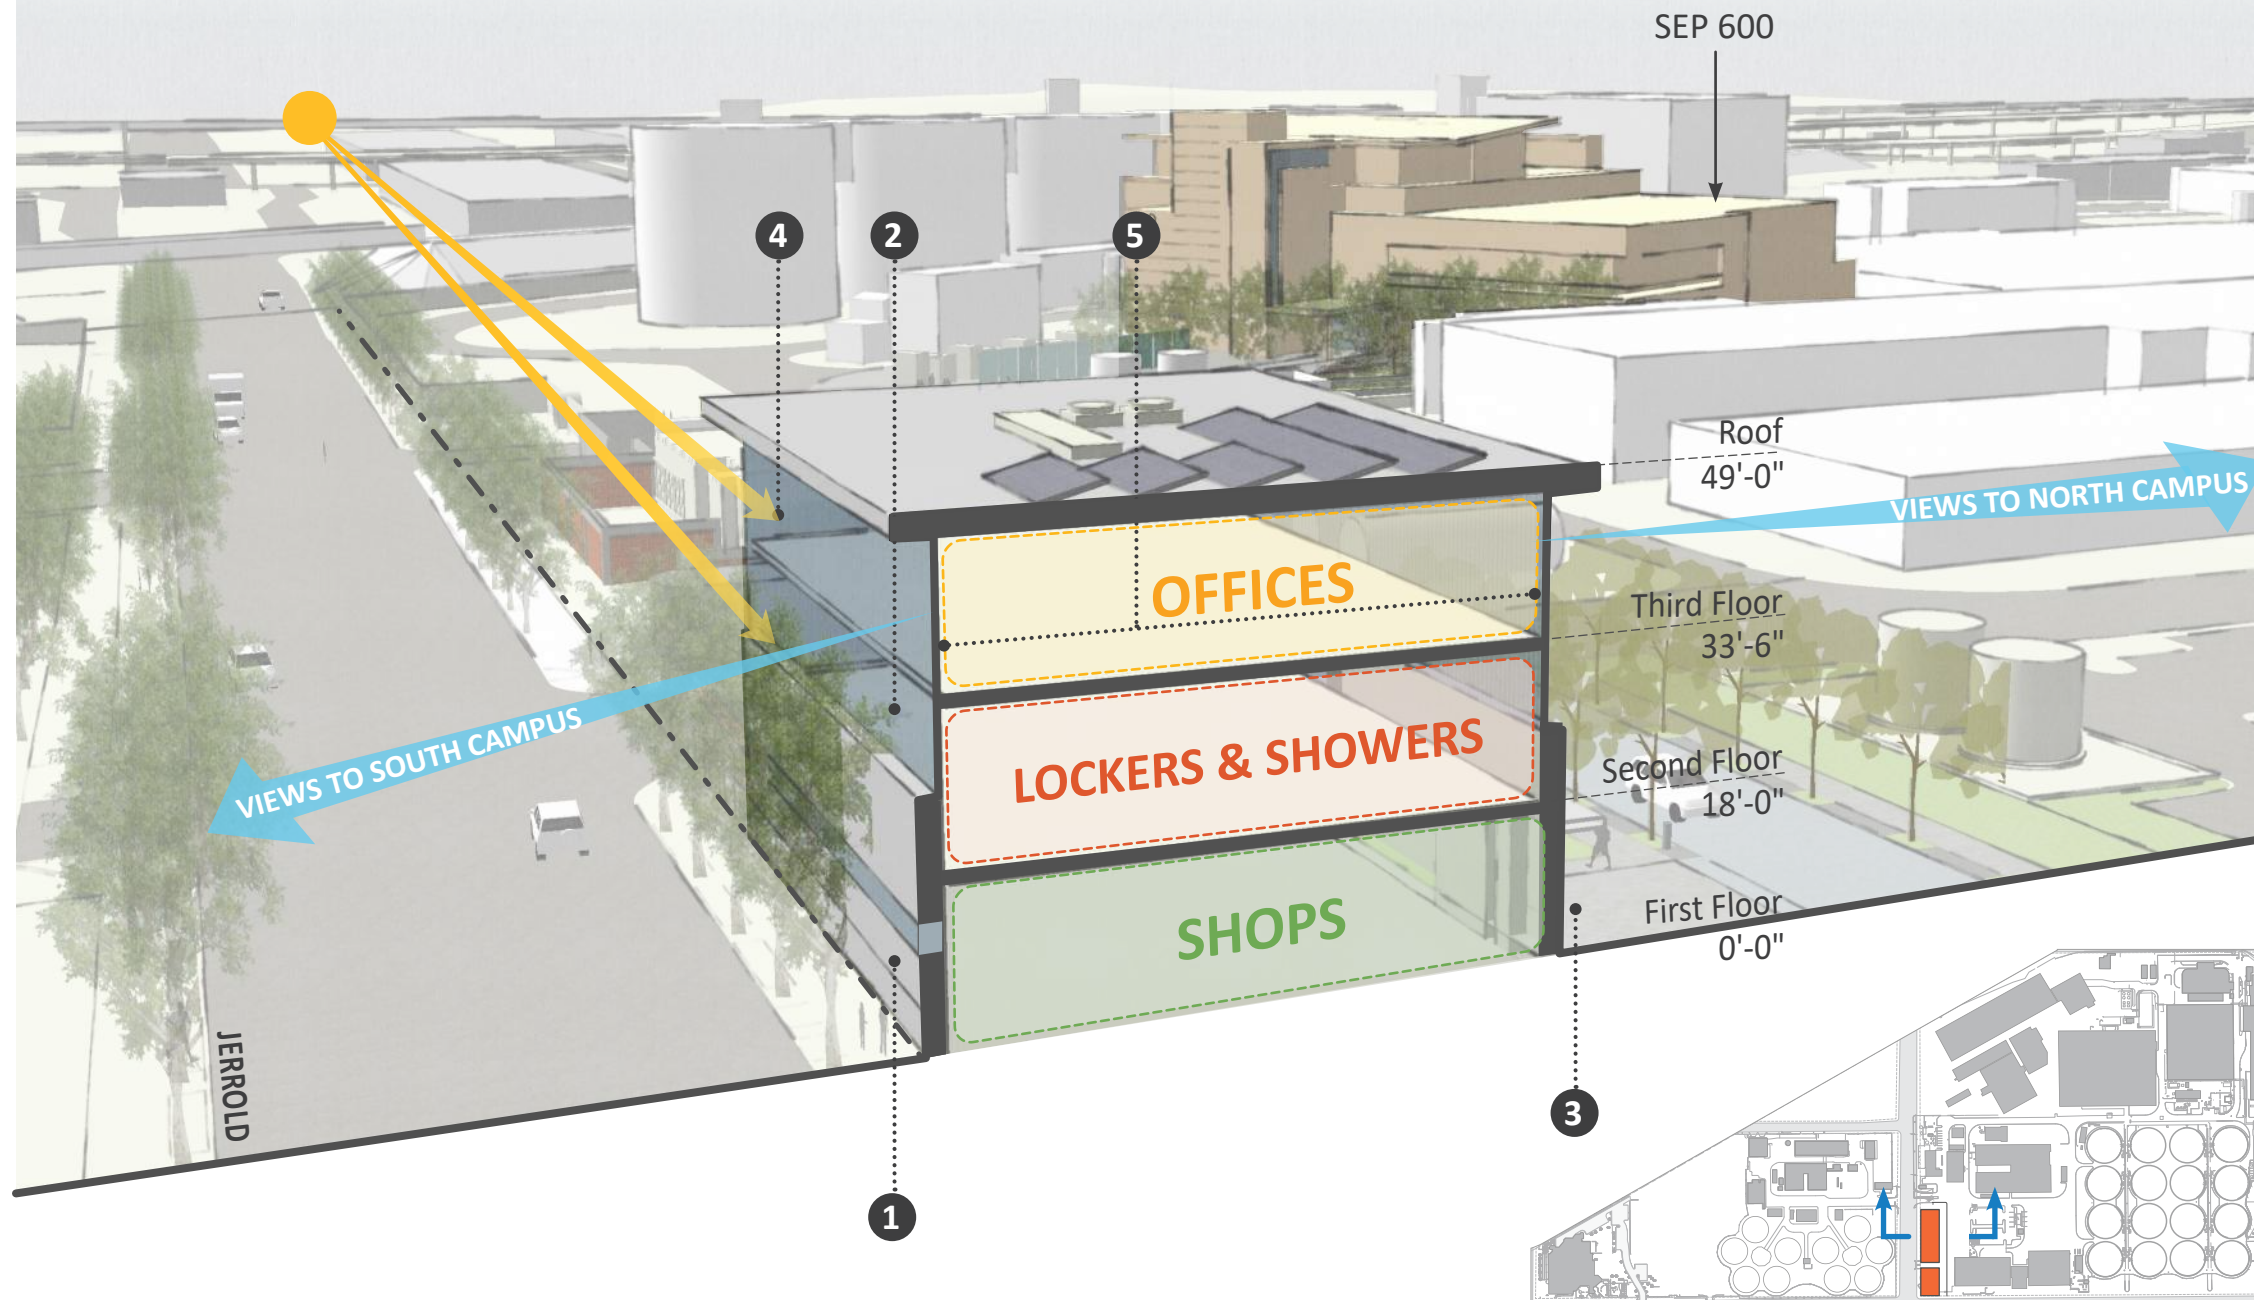 SEP 600
4
2
5
Roof
49'-0"
VIEWS TO NORTH CAMPUS
OFFICES
Third Floor
33'-6"
VIEWS TO SOUTH CAMPUS
LOCKERS & SHOWERS
Second Floor
18'-0"
SHOPS
First Floor
0'-0"
JERROLD
3
1